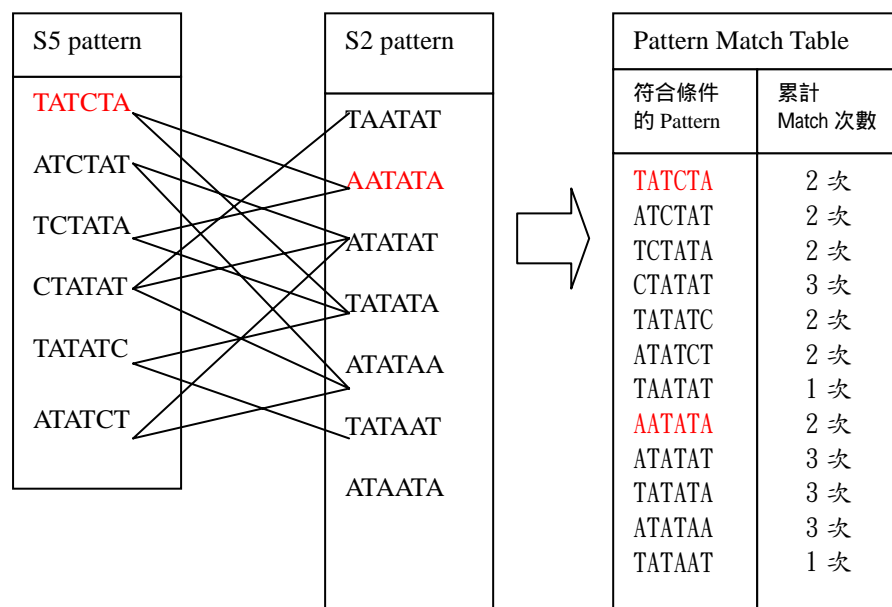 S5 pattern
TATCTA
ATCTAT
TCTATA
CTATAT
TATATC
ATATCT
S2 pattern
TAATAT
AATATA
ATATAT
TATATA
ATATAA
TATAAT
ATAATA
Pattern Match Table
符合條件
的 Pattern
累計
Match 次數
TATCTA 2 次
ATCTAT 2 次
TCTATA 2 次
CTATAT 3 次
TATATC 2 次
ATATCT 2 次
TAATAT 1 次
AATATA 2 次
ATATAT 3 次
TATATA 3 次
ATATAA 3 次
TATAAT 1 次